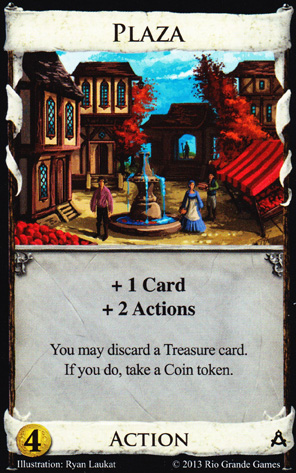 PLAZA
+ 1 Card
+ 2 Actions
You may discard a Treasure card.
If you do, take a Coin token.
4
ACTION
Illustration: Ryan Laukat
© 2013 Rio Grande Games